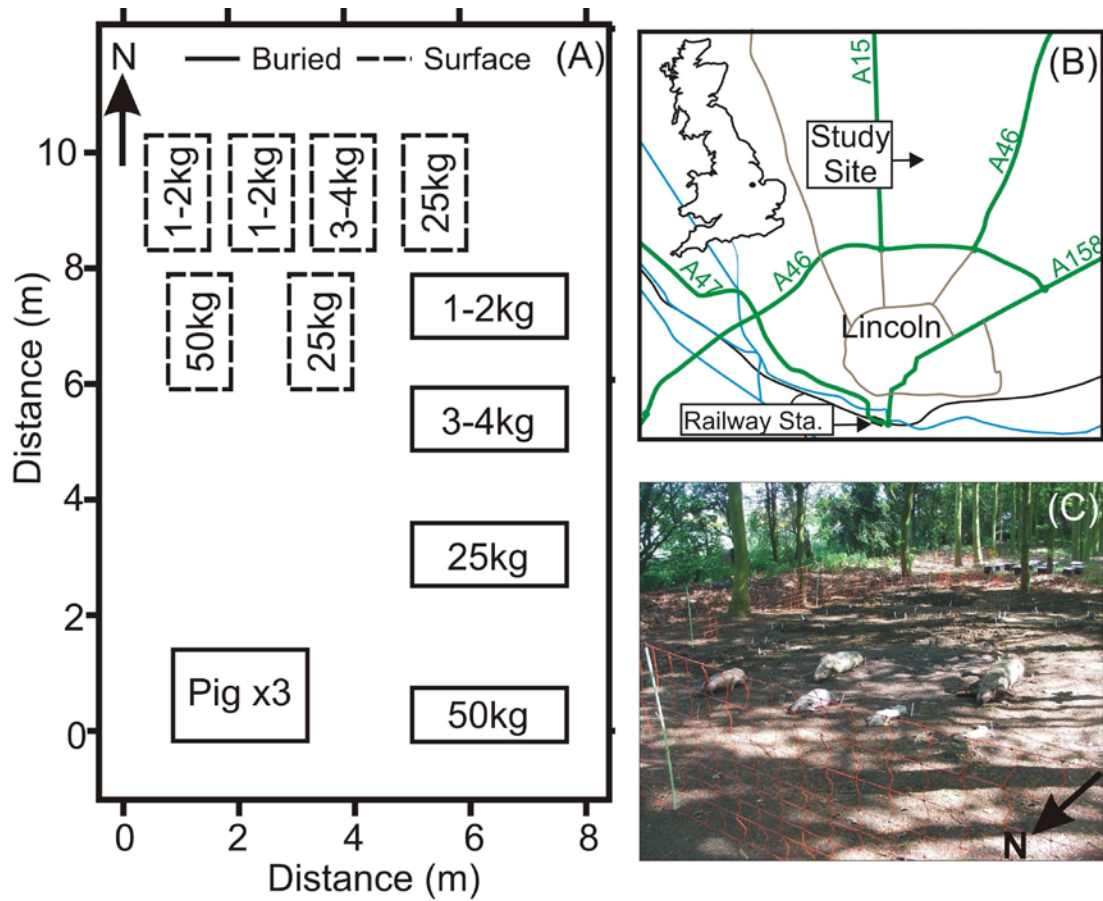 N
Buried
Surface
(A)
10
8
6
4
2
0
Distance (m)
1-2kg
1-2kg
3-4kg
25kg
50kg
25kg
1-2kg
3-4kg
25kg
Pig x3
50kg
0
2
4
6
8
Distance (m)
(B)
A15
Study
Site
A46
A47
A46
A158
Lincoln
Railway Sta.
(C)
N